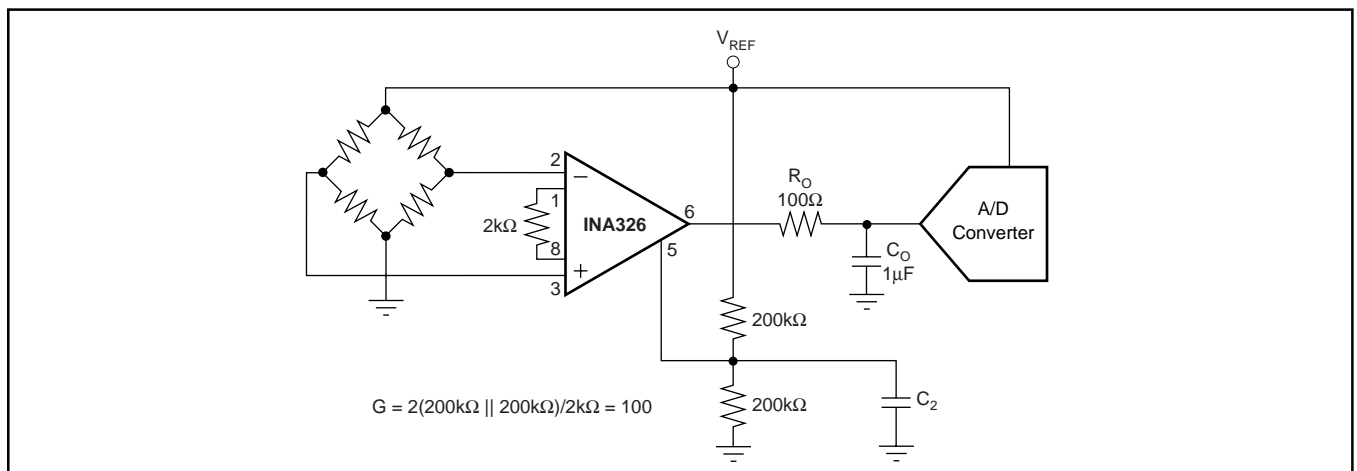 V_REF
2
−
1
2kΩ
8
+
3
INA326
6
5
R_O
100Ω
A/D
Converter
C_O
1μF
200kΩ
200kΩ
C_2
G = 2(200kΩ || 200kΩ)/2kΩ = 100